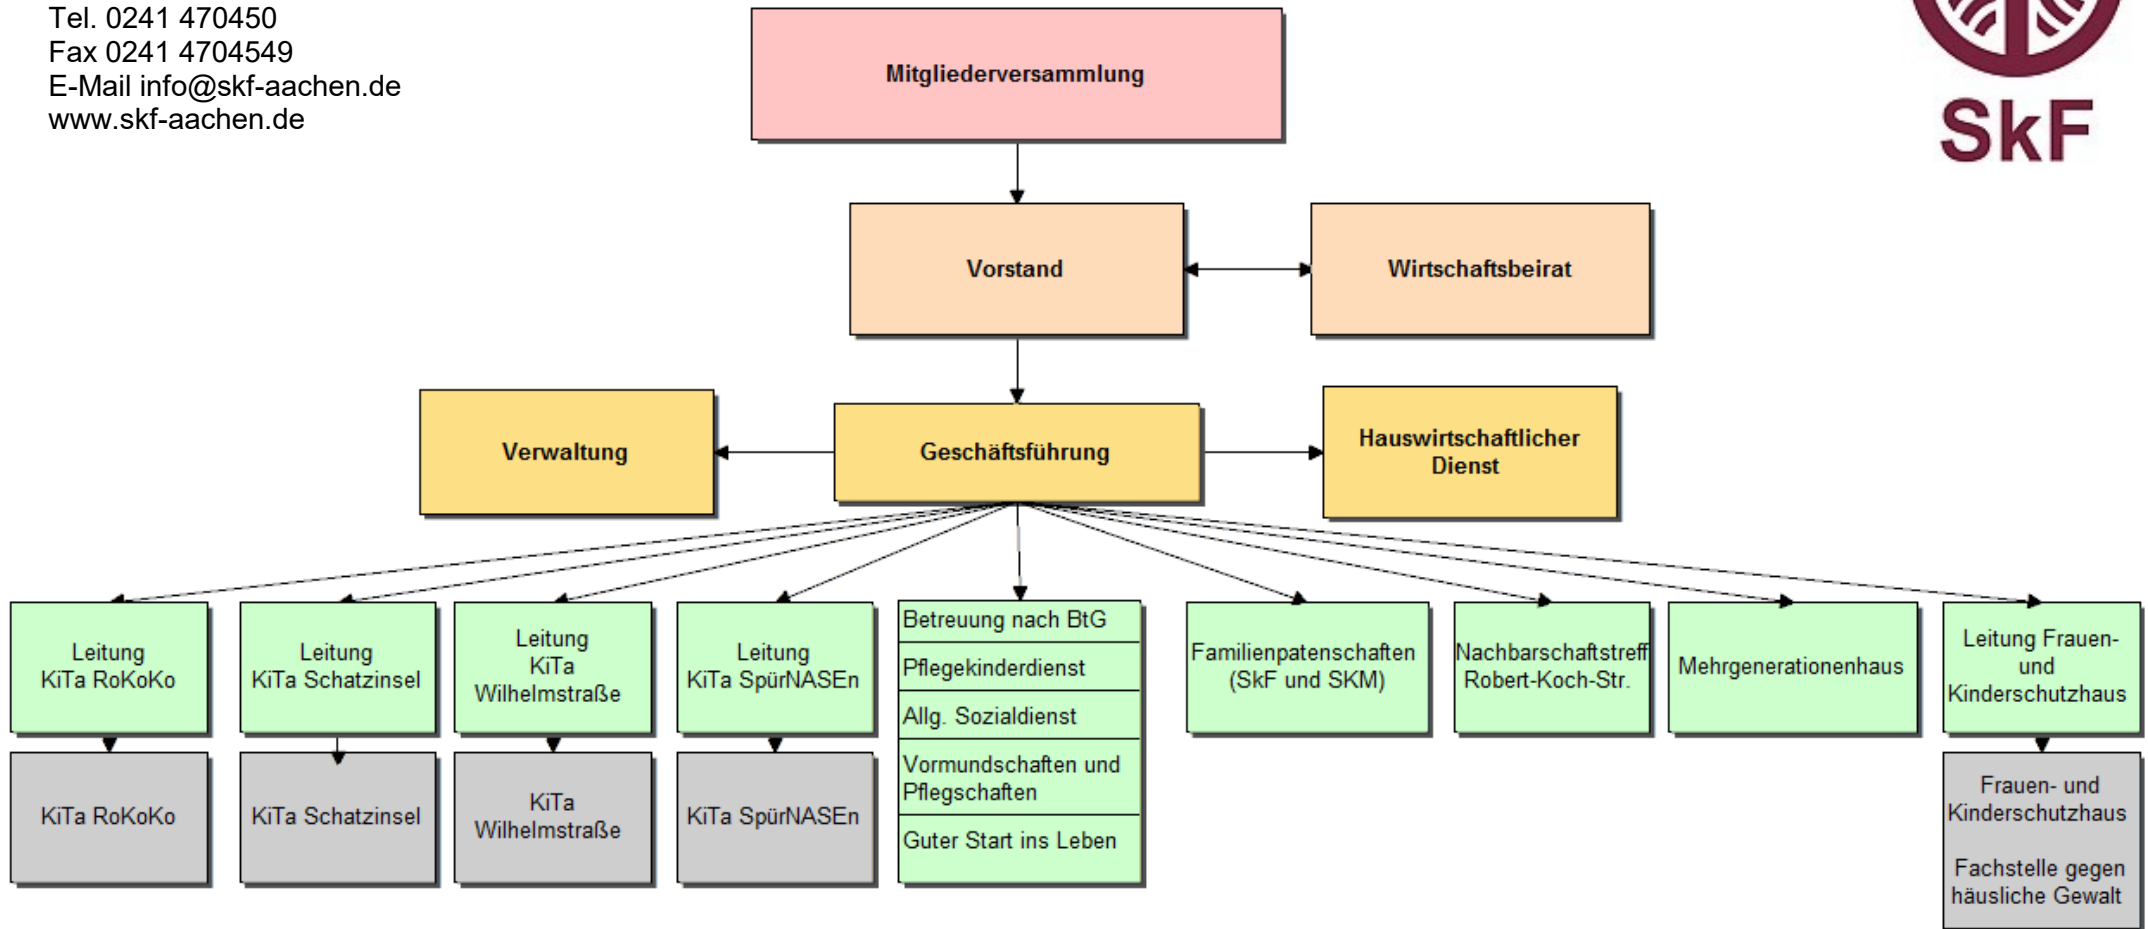 Tel. 0241 470450
Fax 0241 4704549
E-Mail info@skf-aachen.de
www.skf-aachen.de
SkF
Mitgliederversammlung
Vorstand
Wirtschaftsbeirat
Verwaltung
Geschäftsführung
Hauswirtschaftlicher
Dienst
Leitung
KiTa RoKoKo
Leitung
KiTa Schatzinsel
Leitung
KiTa
Wilhelmstraße
Leitung
KiTa SpürNASEn
Betreuung nach BtG
Pflegekinderdienst
Allg. Sozialdienst
Vormundschaften und
Pflegschaften
Guter Start ins Leben
Familienpatenschaften
(SkF und SKM)
Nachbarschaftstreff
Robert-Koch-Str.
Mehrgenerationenhaus
Leitung Frauen-
und
Kinderschutzhaus
KiTa RoKoKo
KiTa Schatzinsel
KiTa
Wilhelmstraße
KiTa SpürNASEn
Frauen- und
Kinderschutzhaus
Fachstelle gegen
häusliche Gewalt